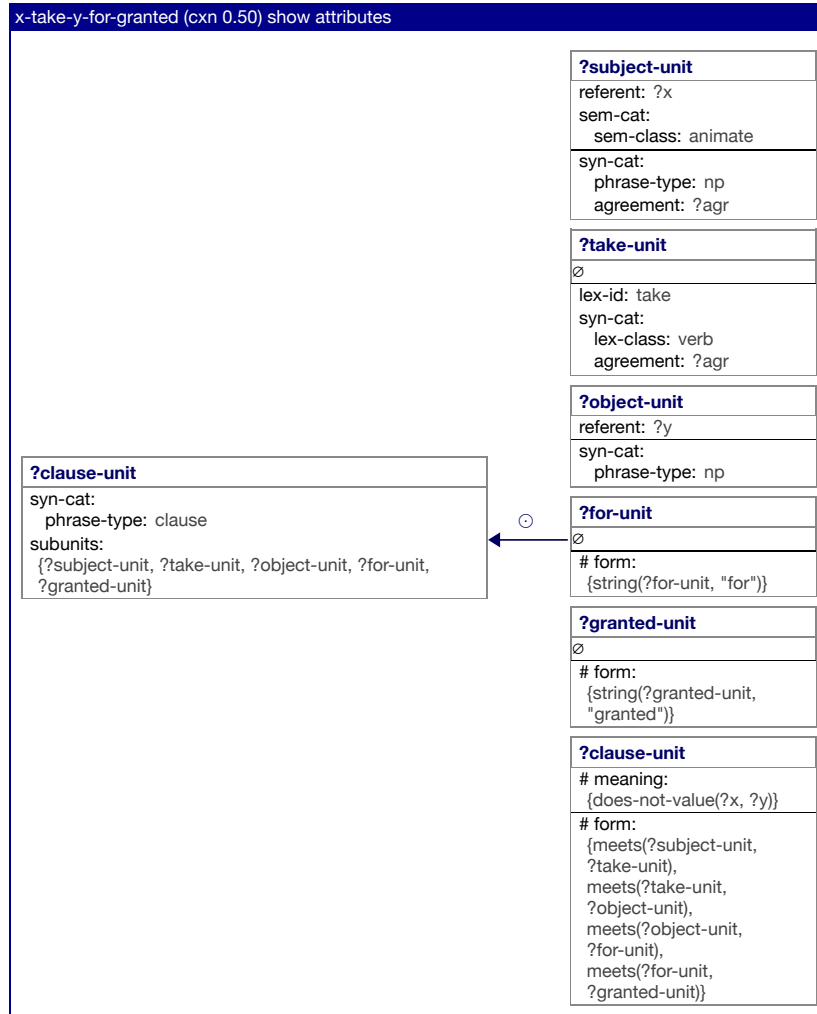 x-take-y-for-granted (cxn 0.50) show attributes
?subject-unit
referent: ?x
sem-cat:
sem-class: animate
syn-cat:
phrase-type: np
agreement: ?agr
?take-unit
∅
lex-id: take
syn-cat:
lex-class: verb
agreement: ?agr
?object-unit
referent: ?y
syn-cat:
phrase-type: np
?clause-unit
syn-cat:
phrase-type: clause
subunits:
{?subject-unit, ?take-unit, ?object-unit, ?for-unit,
?granted-unit}
⊙
?for-unit
∅
# form:
{string(?for-unit, "for")}
?granted-unit
∅
# form:
{string(?granted-unit,
"granted")}
?clause-unit
# meaning:
{does-not-value(?x, ?y)}
# form:
{meets(?subject-unit,
?take-unit),
meets(?take-unit,
?object-unit),
meets(?object-unit,
?for-unit),
meets(?for-unit,
?granted-unit)}